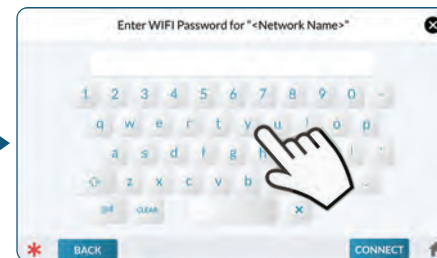 Enter WIFI Password for "<Network Name>"
1 2 3 4 5 6 7 8 9 0 -
q w e r t y u i o p
a s d f g h l '
z x c v b .
CLEAR ×
* BACK CONNECT